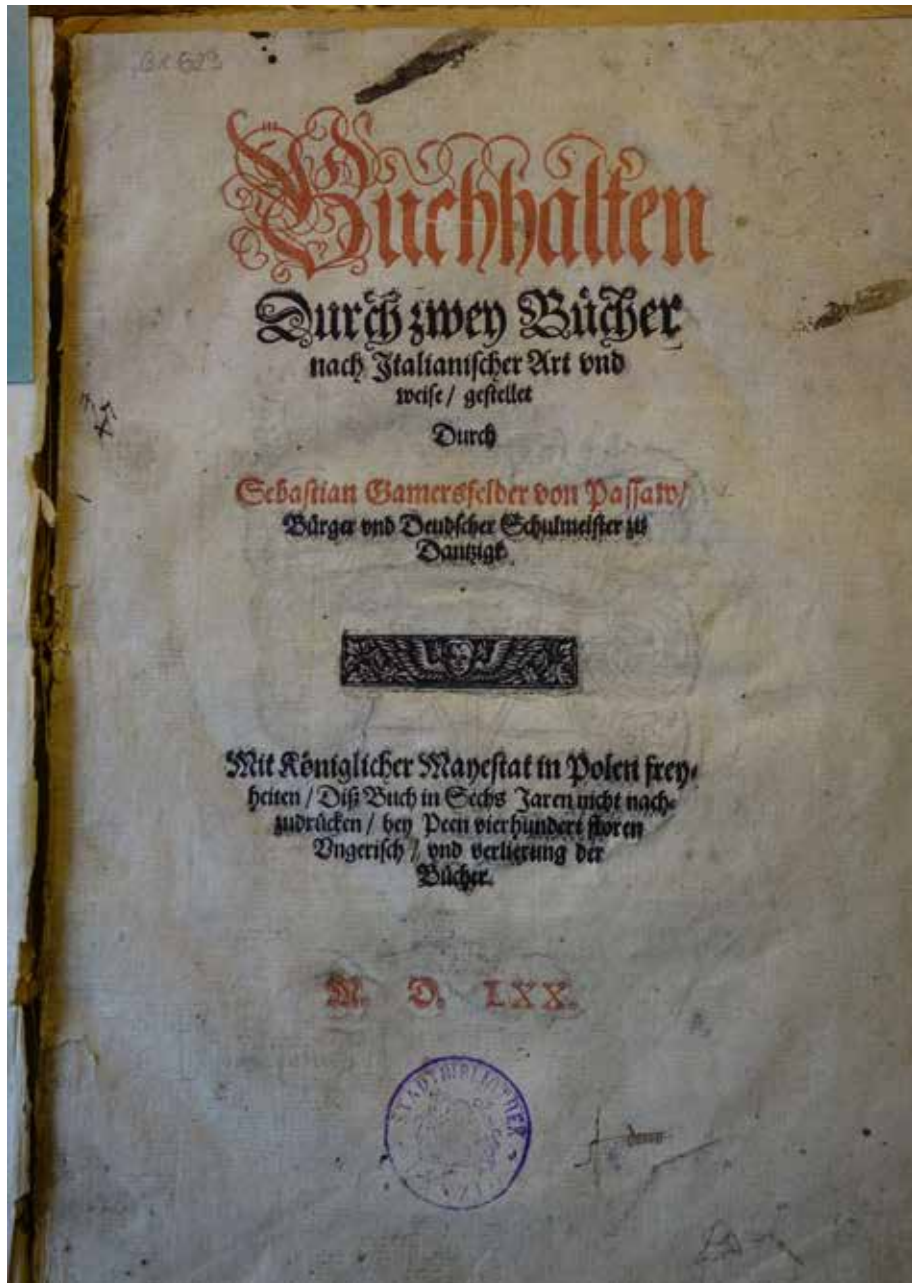 Buchhalten
Durch zwey Bücher
nach Italianischer Art vnd
weise / gestellet
Durch
Sebastian Gamersfelder von Passaw /
Bürger vnd Deudscher Schulmeister zu
Dantzigk.
Mit Königlicher Mayestat in Polen frey-
heiten / Diß Buch in Sechs Jaren nicht nach-
zudrücken / bey Peen vierhundert floren
Vngerisch / vnd verlierung der
Bücher.
M. D. LXX.
STADTBIBLIOTHEK